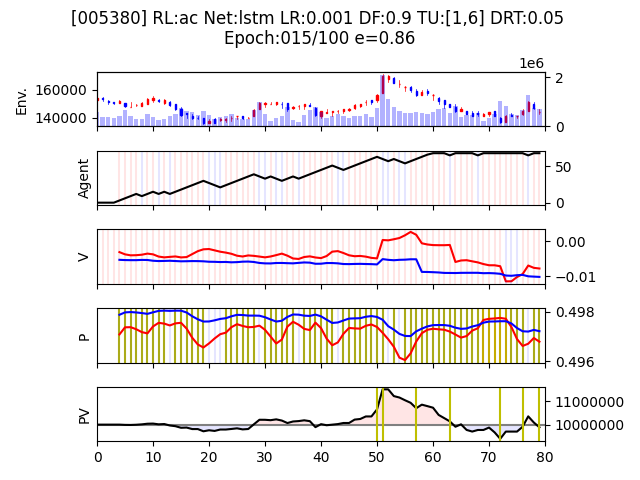 [005380] RL:ac Net:lstm LR:0.001 DF:0.9 TU:[1,6] DRT:0.05
Epoch:015/100 e=0.86
1e6
Env.
160000
140000
2
0
Agent
50
0
V
0.00
−0.01
P
0.498
0.496
PV
11000000
10000000
0 10 20 30 40 50 60 70 80